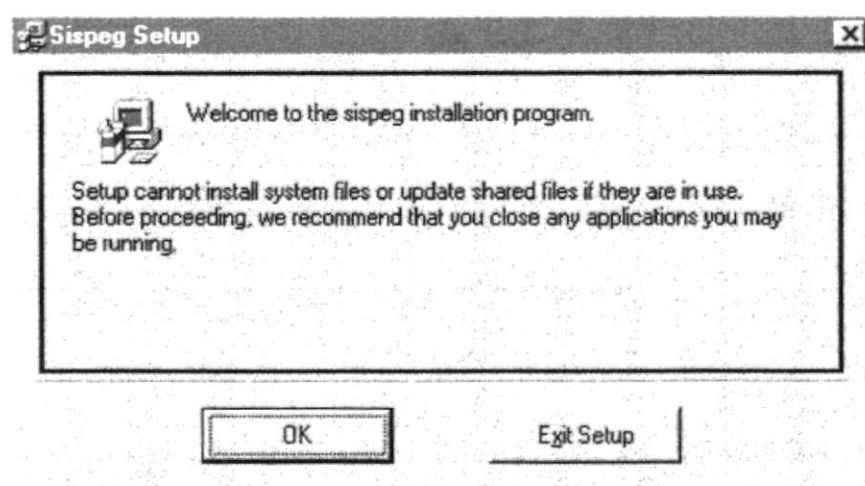 Sispeg Setup
Welcome to the sispeg installation program.
Setup cannot install system files or update shared files if they are in use.
Before proceeding, we recommend that you close any applications you may
be running.
OK
Exit Setup